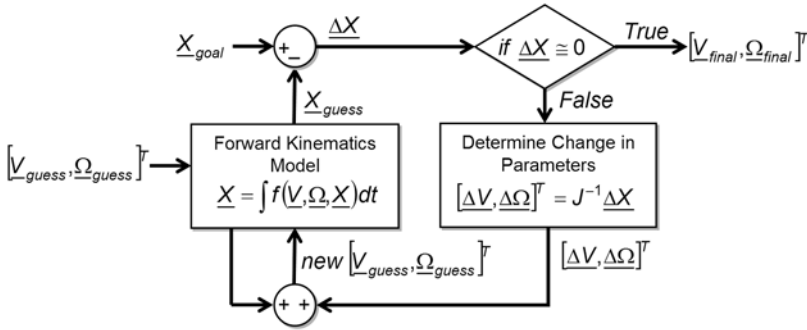 X_goal
+
−
ΔX
if ΔX ≅ 0
True
[V_final, Ω_final]^T
X_guess
False
[V_guess, Ω_guess]^T
Forward Kinematics
Model
X = ∫ f(V, Ω, X)dt
Determine Change in
Parameters
[ΔV, ΔΩ]^T = J^-1 ΔX
new [V_guess, Ω_guess]^T
[ΔV, ΔΩ]^T
+ +